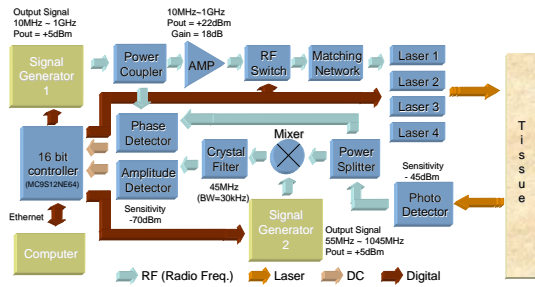 Output Signal
10MHz ~ 1GHz
Pout = +5dBm
10MHz~1GHz
Pout = +22dBm
Gain = 18dB
Signal
Generator
1
Power
Coupler
AMP
RF
Switch
Matching
Network
Laser 1
Laser 2
Laser 3
Laser 4
Phase
Detector
Mixer
16 bit
controller
(MC9S12NE64)
Amplitude
Detector
Crystal
Filter
Power
Splitter
Sensitivity
- 45dBm
Photo
Detector
T
i
s
s
u
e
45MHz
(BW=30kHz)
Sensitivity
-70dBm
Ethernet
Signal
Generator
2
Output Signal
55MHz ~ 1045MHz
Pout = +5dBm
Computer
RF (Radio Freq.)
Laser
DC
Digital